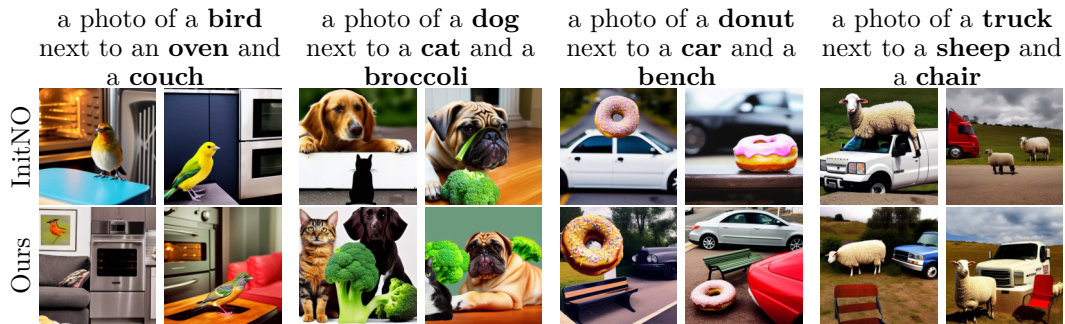 a photo of a bird
next to an oven and
a couch
a photo of a dog
next to a cat and a
broccoli
a photo of a donut
next to a car and a
bench
a photo of a truck
next to a sheep and
a chair
InitNO
Ours